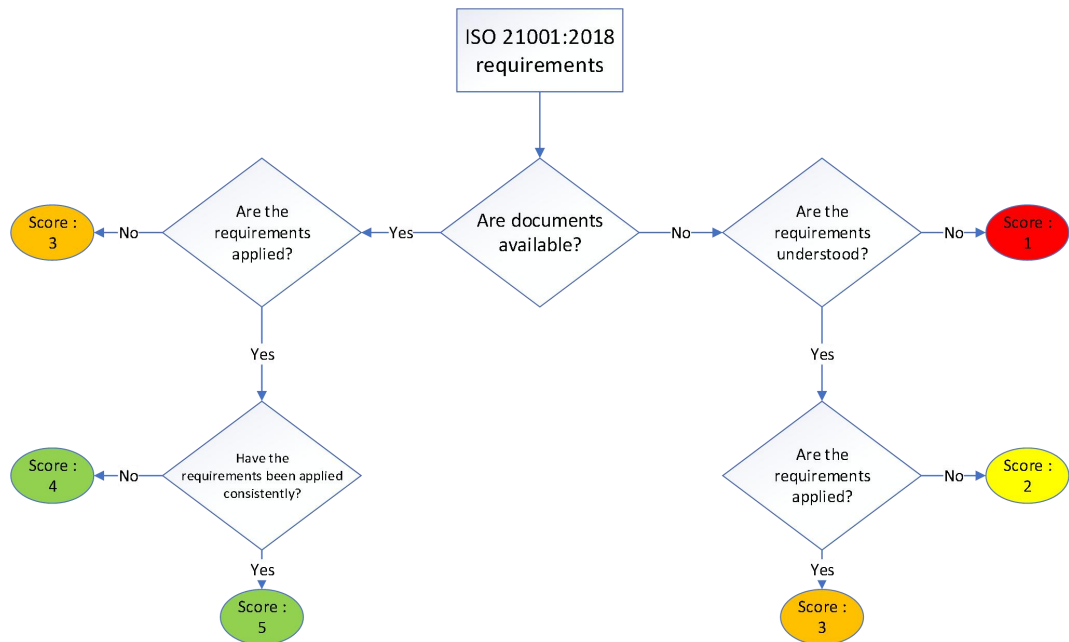 ISO 21001:2018
requirements
Are the
requirements
applied?
Are documents
available?
Are the
requirements
understood?
Score :
3
No
Yes
No
No
Score :
1
Yes
Yes
Have the
requirements been applied
consistently?
Are the
requirements
applied?
Score :
4
No
No
Score :
2
Yes
Yes
Score :
5
Score :
3